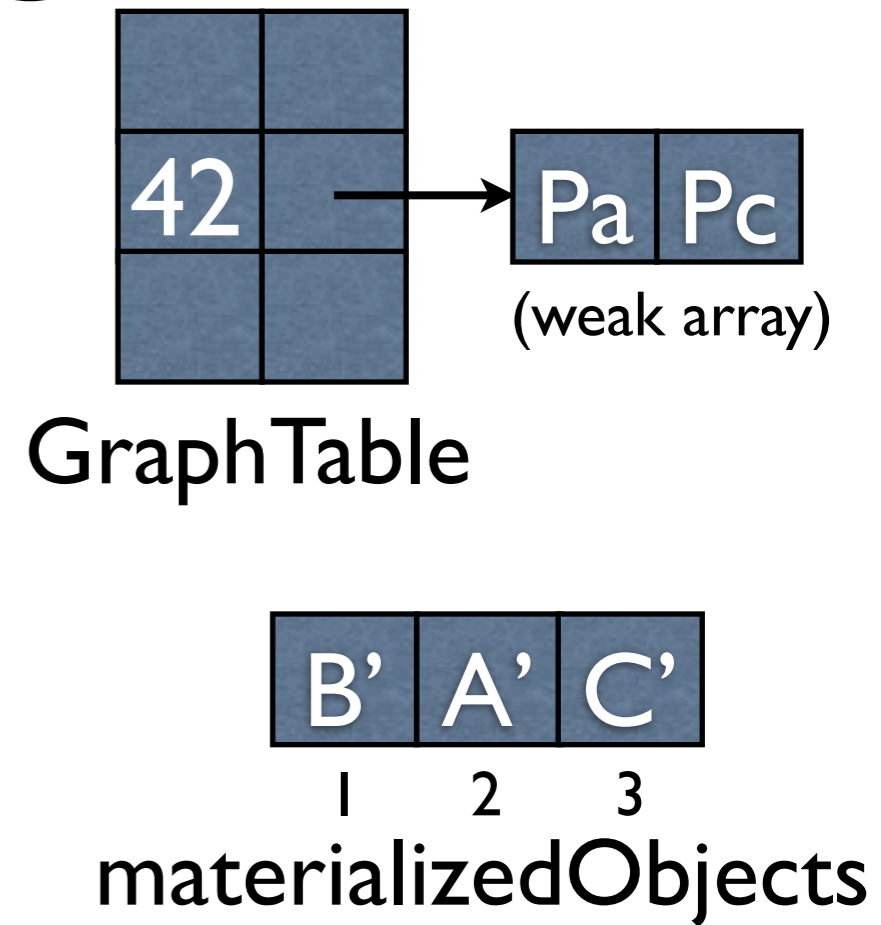 42
Pa Pc
(weak array)
GraphTable
B’ A’ C’
1 2 3
materializedObjects